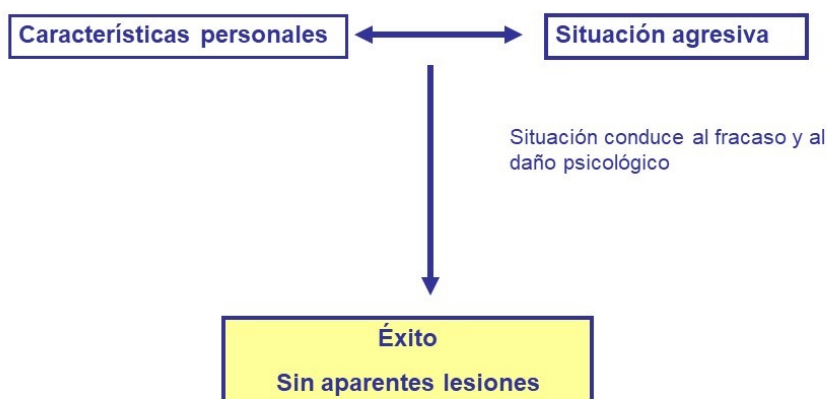 Características personales
Situación agresiva
Situación conduce al fracaso y al
daño psicológico
Éxito
Sin aparentes lesiones